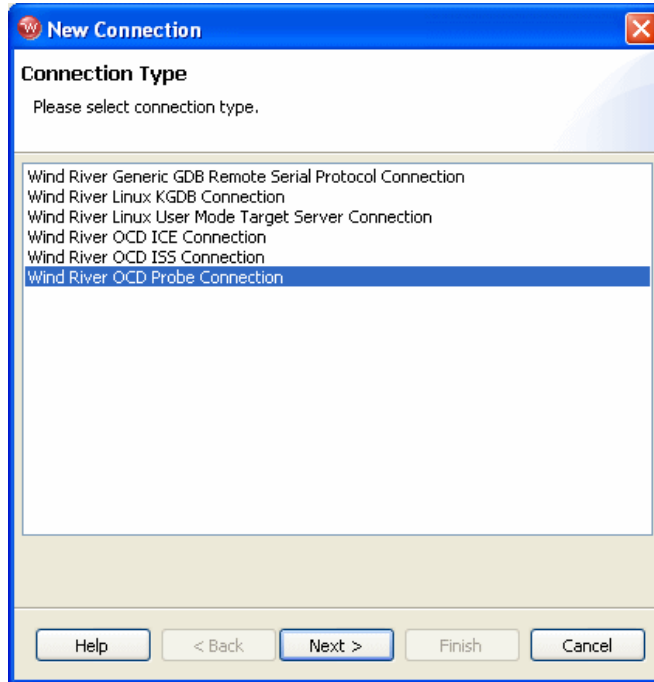 New Connection
Connection Type
Please select connection type.
Wind River Generic GDB Remote Serial Protocol Connection
Wind River Linux KGDB Connection
Wind River Linux User Mode Target Server Connection
Wind River OCD ICE Connection
Wind River OCD ISS Connection
Wind River OCD Probe Connection
Help < Back Next > Finish Cancel